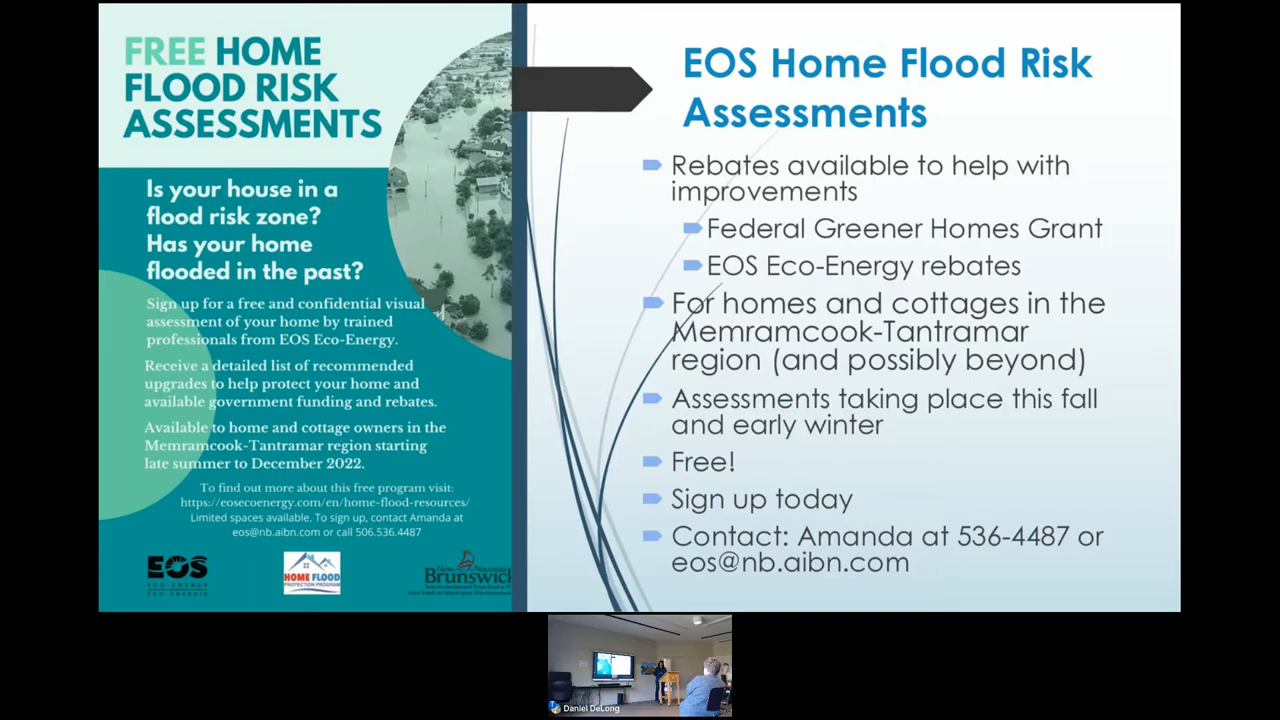 FREE HOME
FLOOD RISK
ASSESSMENTS
Is your house in a
flood risk zone?
Has your home
flooded in the past?
Sign up for a free and confidential visual
assessment of your home by trained
professionals from EOS Eco-Energy.
Receive a detailed list of recommended
upgrades to help protect your home and
available government funding and rebates.
Available to home and cottage owners in the
Memramcook-Tantramar region starting
late summer to December 2022.
To find out more about this free program visit:
https://eosecoenergy.com/en/home-flood-resources/
Limited spaces available. To sign up, contact Amanda at
eos@nb.aibn.com or call 506.536.4487
EOS
ECO-ENERGY
ECO-ÉNERGIE
HOME FLOOD
PROTECTION PROGRAM
New Nouveau
Brunswick
EOS Home Flood Risk
Assessments
Rebates available to help with
improvements
Federal Greener Homes Grant
EOS Eco-Energy rebates
For homes and cottages in the
Memramcook-Tantramar
region (and possibly beyond)
Assessments taking place this fall
and early winter
Free!
Sign up today
Contact: Amanda at 536-4487 or
eos@nb.aibn.com
Daniel DeLong